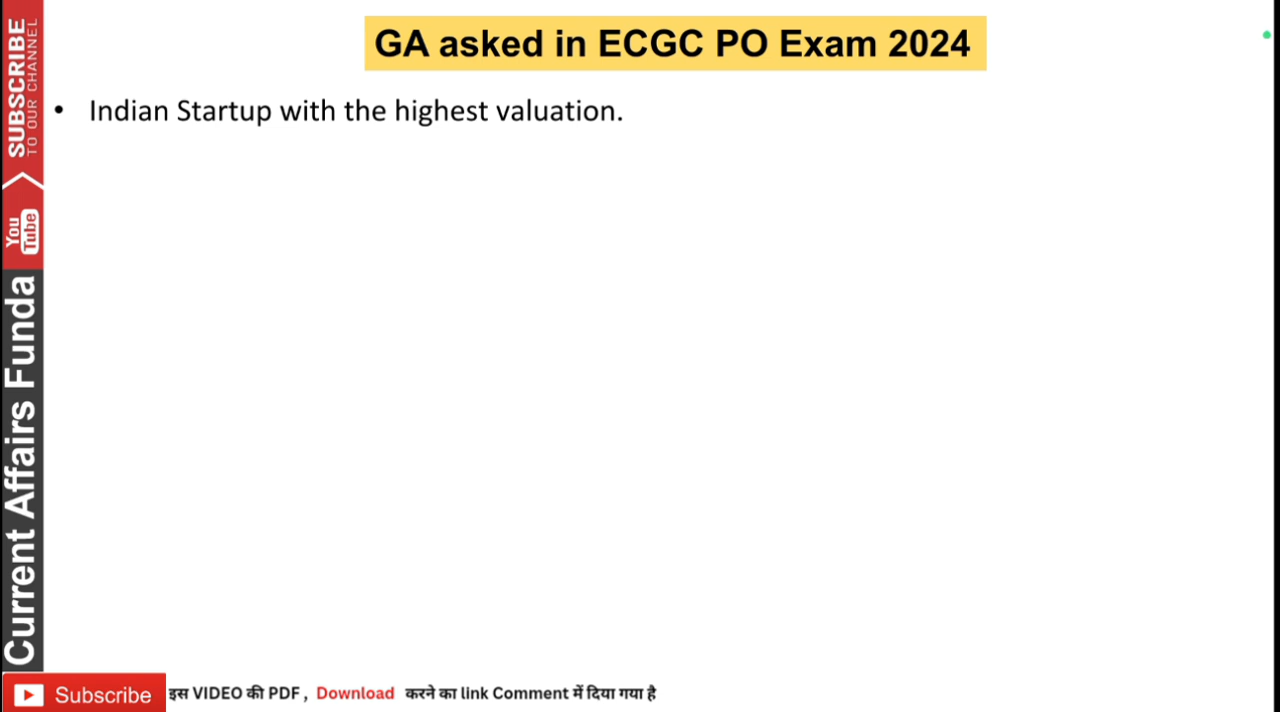 GA asked in ECGC PO Exam 2024
• Indian Startup with the highest valuation.
SUBSCRIBE
TO OUR CHANNEL
You
Tube
Current Affairs Funda
Subscribe
इस VIDEO की PDF , Download करने का link Comment में दिया गया है